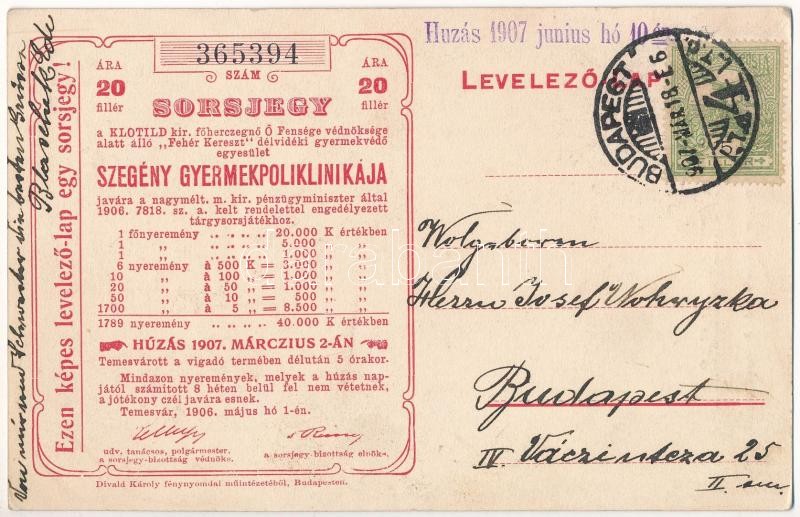 Huzás 1907 junius hó 10
LEVELEZŐ-LAP
BUDAPEST
907 APR 18
Ezen képes levelező-lap egy sorsjegy!
365394
SZÁM
ÁRA
20
fillér
ÁRA
20
fillér
SORSJEGY
a KLOTILD kir. főherczegnő Ő Fensége védnöksége
alatt álló „Fehér Kereszt” délvidéki gyermekvédő
egyesület
SZEGÉNY GYERMEKPOLIKLINIKÁJA
javára a nagymélt. m. kir. pénzügyminiszter által
1906. 7818. sz. a. kelt rendelettel engedélyezett
tárgysorsjátékhoz.
1 főnyeremény .. .. .. .. 20.000 K értékben
1 „ .. .. .. .. 5.000 „ „
1 „ .. .. .. .. 1.000 „ „
6 nyeremény à 500 K = 3.000 „ „
10 „ à 100 „ = 1.000 „ „
20 „ à 50 „ = 1.000 „ „
50 „ à 10 „ = 500 „ „
1700 „ à 5 „ = 8.500 „ „
1789 nyeremény .. .. .. .. 40.000 K értékben
HÚZÁS 1907. MÁRCZIUS 2-ÁN
Temesvárott a vigadó termében délután 5 órakor.
Mindazon nyeremények, melyek a húzás nap-
jától számított 8 héten belül fel nem vétetnek,
a jótékony czél javára esnek.
Temesvár, 1906. május hó 1-én.
udv. tanácsos, polgármester.
a sorsjegy-bizottság védnöke.
a sorsjegy-bizottság elnöke.
Divald Károly fénynyomdai műintézetéből, Budapesten.
Wolgeboren
Herrn Josef Wohryzka
Budapest
IV Váczi utcza 25
II. em.
darabanth